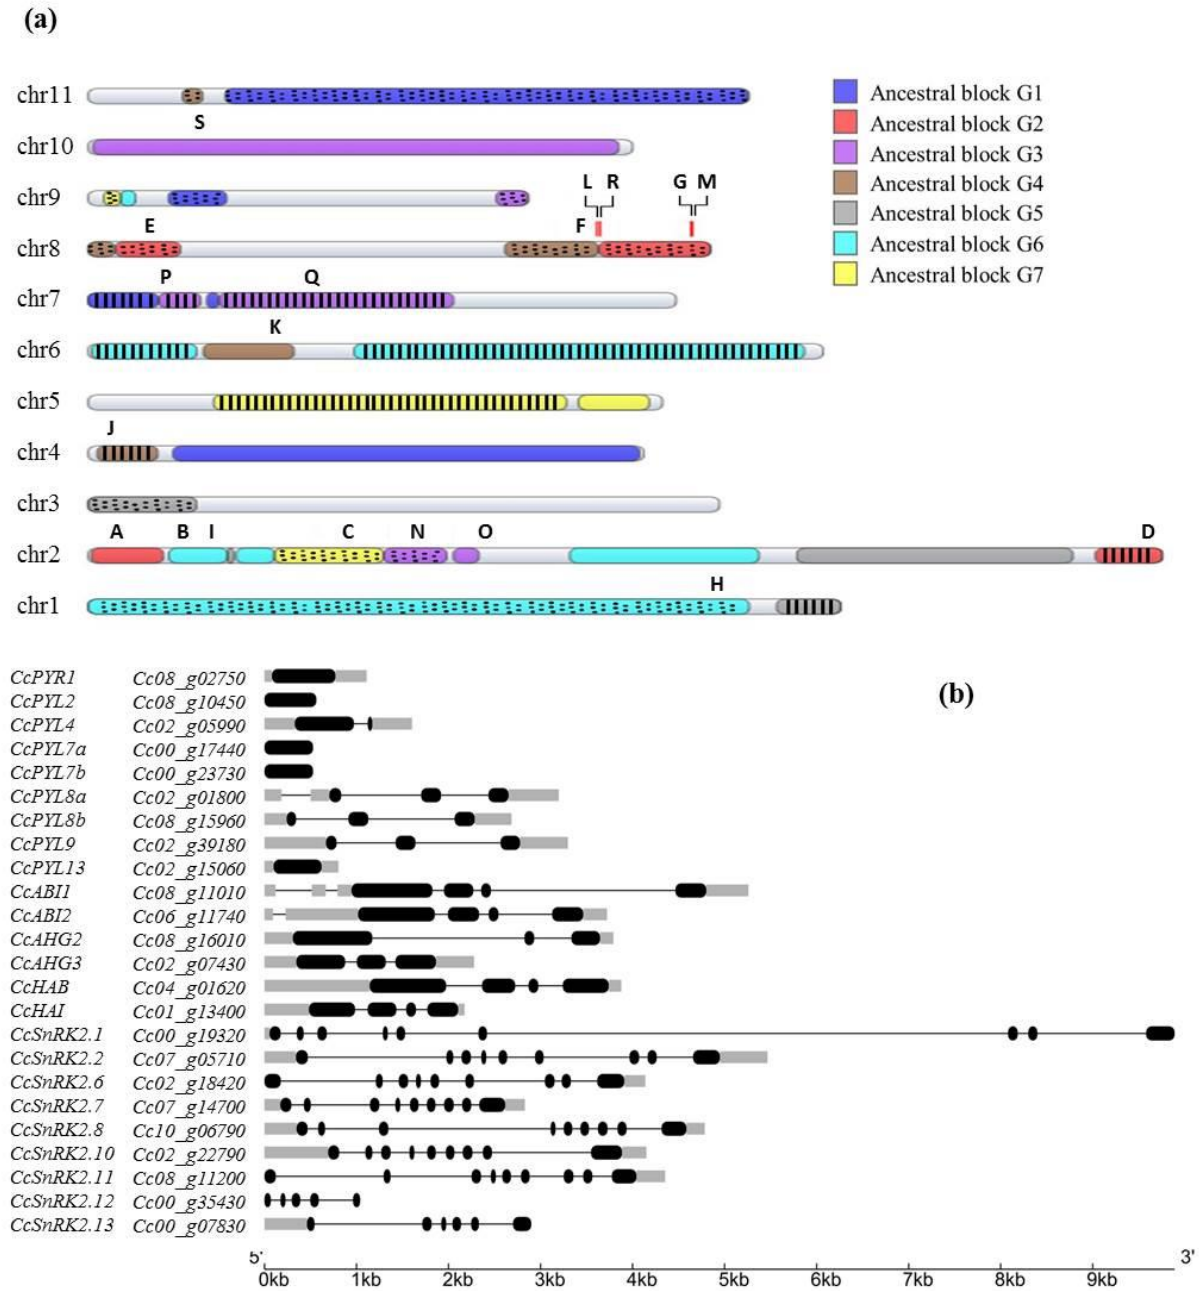 (a)
chr11
S
chr10
chr9
L R G M
E F
chr8
P Q
chr7
K
chr6
chr5
J
chr4
chr3
A B I C N O D
chr2
H
chr1
Ancestral block G1
Ancestral block G2
Ancestral block G3
Ancestral block G4
Ancestral block G5
Ancestral block G6
Ancestral block G7
(b)
CcPYR1 Cc08_g02750
CcPYL2 Cc08_g10450
CcPYL4 Cc02_g05990
CcPYL7a Cc00_g17440
CcPYL7b Cc00_g23730
CcPYL8a Cc02_g01800
CcPYL8b Cc08_g15960
CcPYL9 Cc02_g39180
CcPYL13 Cc02_g15060
CcABI1 Cc08_g11010
CcABI2 Cc06_g11740
CcAHG2 Cc08_g16010
CcAHG3 Cc02_g07430
CcHAB Cc04_g01620
CcHAI Cc01_g13400
CcSnRK2.1 Cc00_g19320
CcSnRK2.2 Cc07_g05710
CcSnRK2.6 Cc02_g18420
CcSnRK2.7 Cc07_g14700
CcSnRK2.8 Cc10_g06790
CcSnRK2.10 Cc02_g22790
CcSnRK2.11 Cc08_g11200
CcSnRK2.12 Cc00_g35430
CcSnRK2.13 Cc00_g07830
5' 3'
0kb 1kb 2kb 3kb 4kb 5kb 6kb 7kb 8kb 9kb